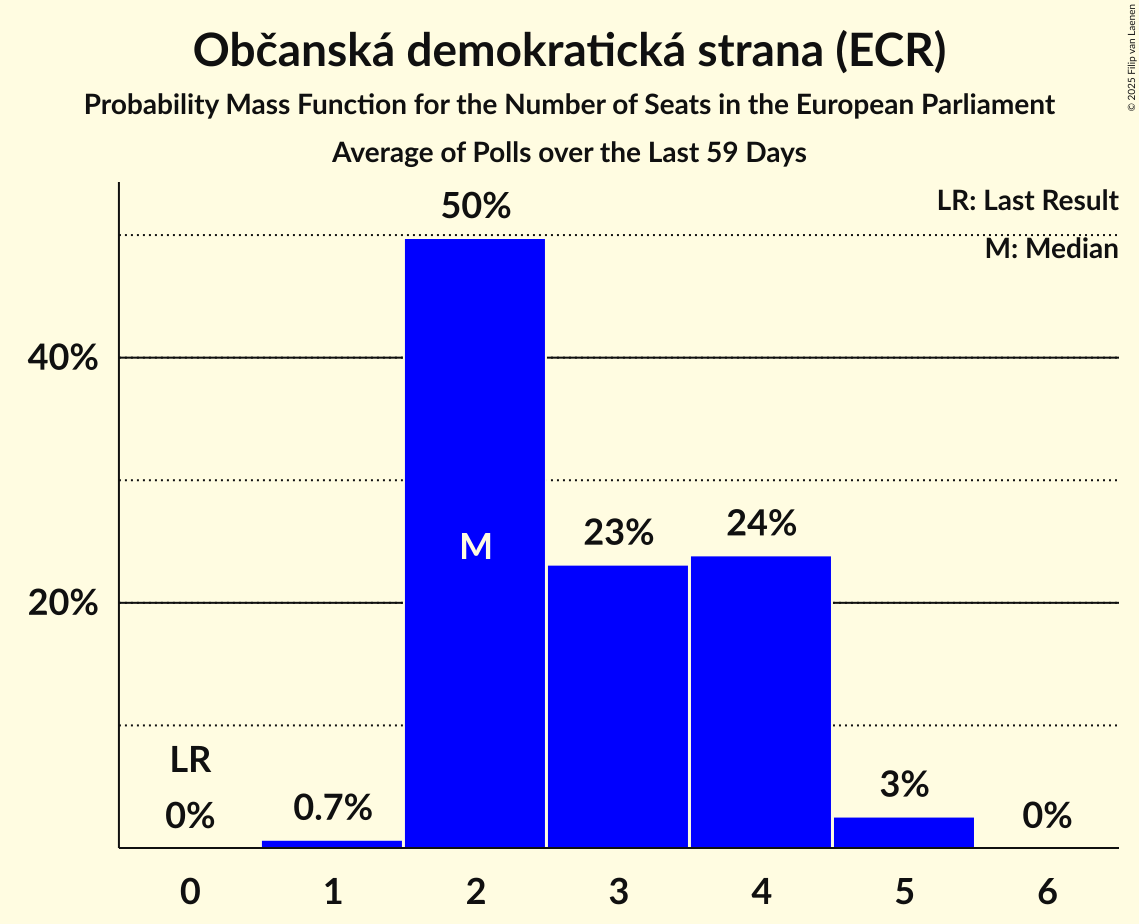 Občanská demokratická strana (ECR)
Probability Mass Function for the Number of Seats in the European Parliament
Average of Polls over the Last 59 Days
© 2025 Filip van Laenen
LR: Last Result
M: Median
50%
40%
20%
M
23%
24%
LR
0%
0.7%
3%
0%
0 1 2 3 4 5 6